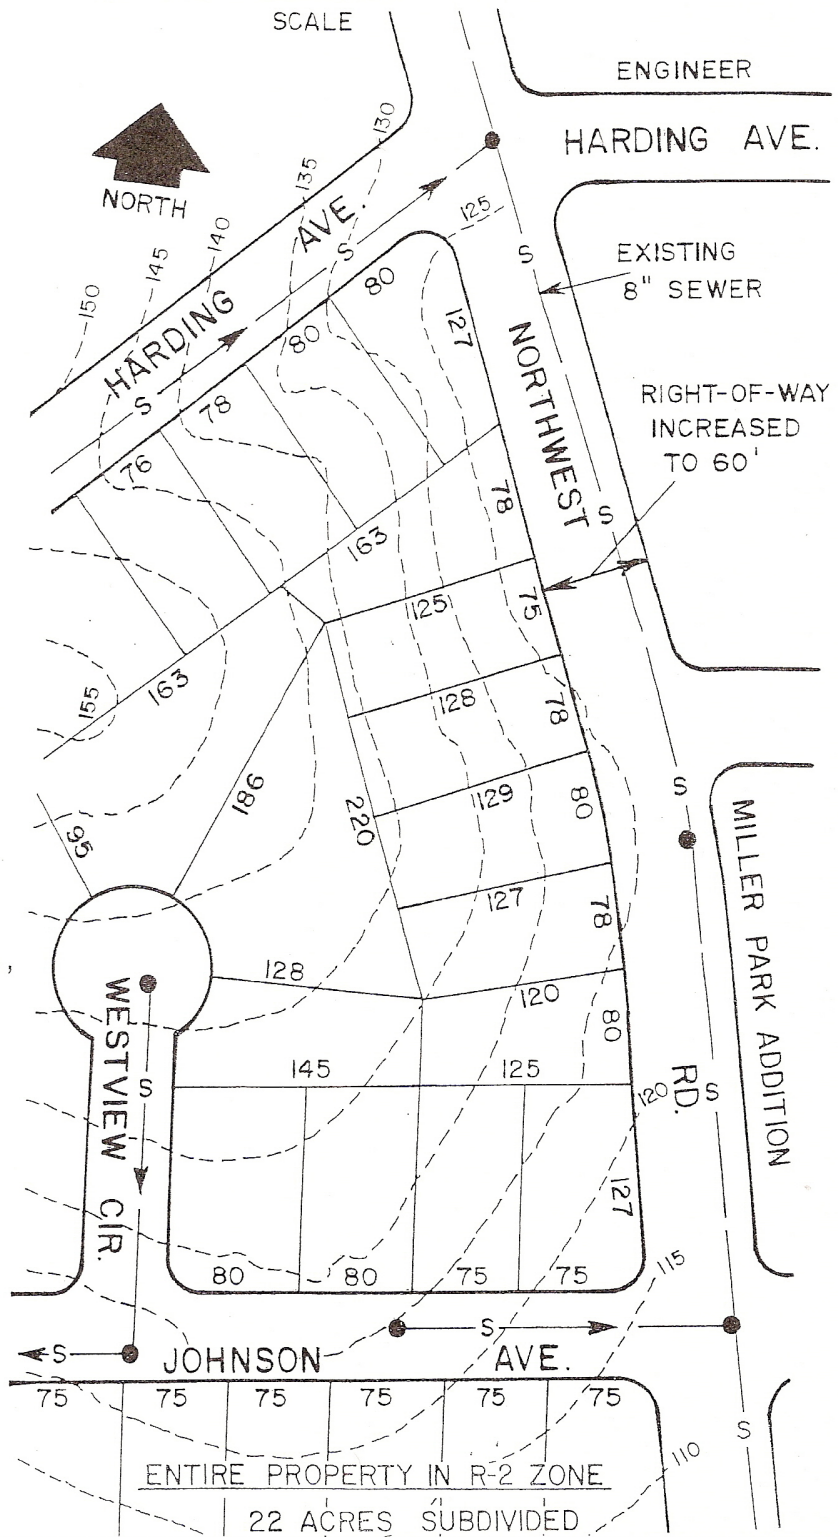 SCALE
ENGINEER
HARDING AVE.
NORTH
130
135
140
145
150
125
HARDING AVE.
S
S
S
EXISTING
8" SEWER
80
80
78
76
127
NORTHWEST RD.
RIGHT-OF-WAY
INCREASED
TO 60'
S
78
163
125
75
163
155
128
78
186
95
220
129
80
S
127
78
MILLER PARK ADDITION
128
120
80
WESTVIEW CIR.
S
145
125
120
S
127
80
80
75
75
115
S
S
JOHNSON AVE.
75
75
75
75
75
75
S
110
ENTIRE PROPERTY IN R-2 ZONE
22 ACRES SUBDIVIDED